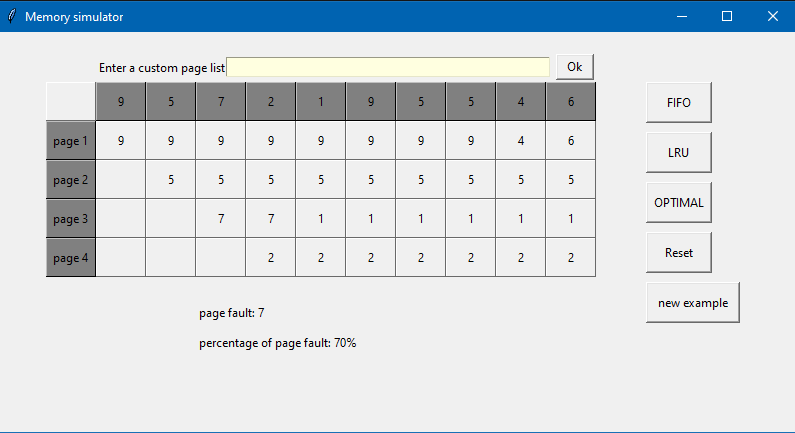 Memory simulator
Enter a custom page list Ok
9 5 7 2 1 9 5 5 4 6 FIFO
page 1 9 9 9 9 9 9 9 9 4 6
LRU
page 2 5 5 5 5 5 5 5 5 5
OPTIMAL
page 3 7 7 1 1 1 1 1 1
page 4 2 2 2 2 2 2 2 Reset
new example
page fault: 7
percentage of page fault: 70%